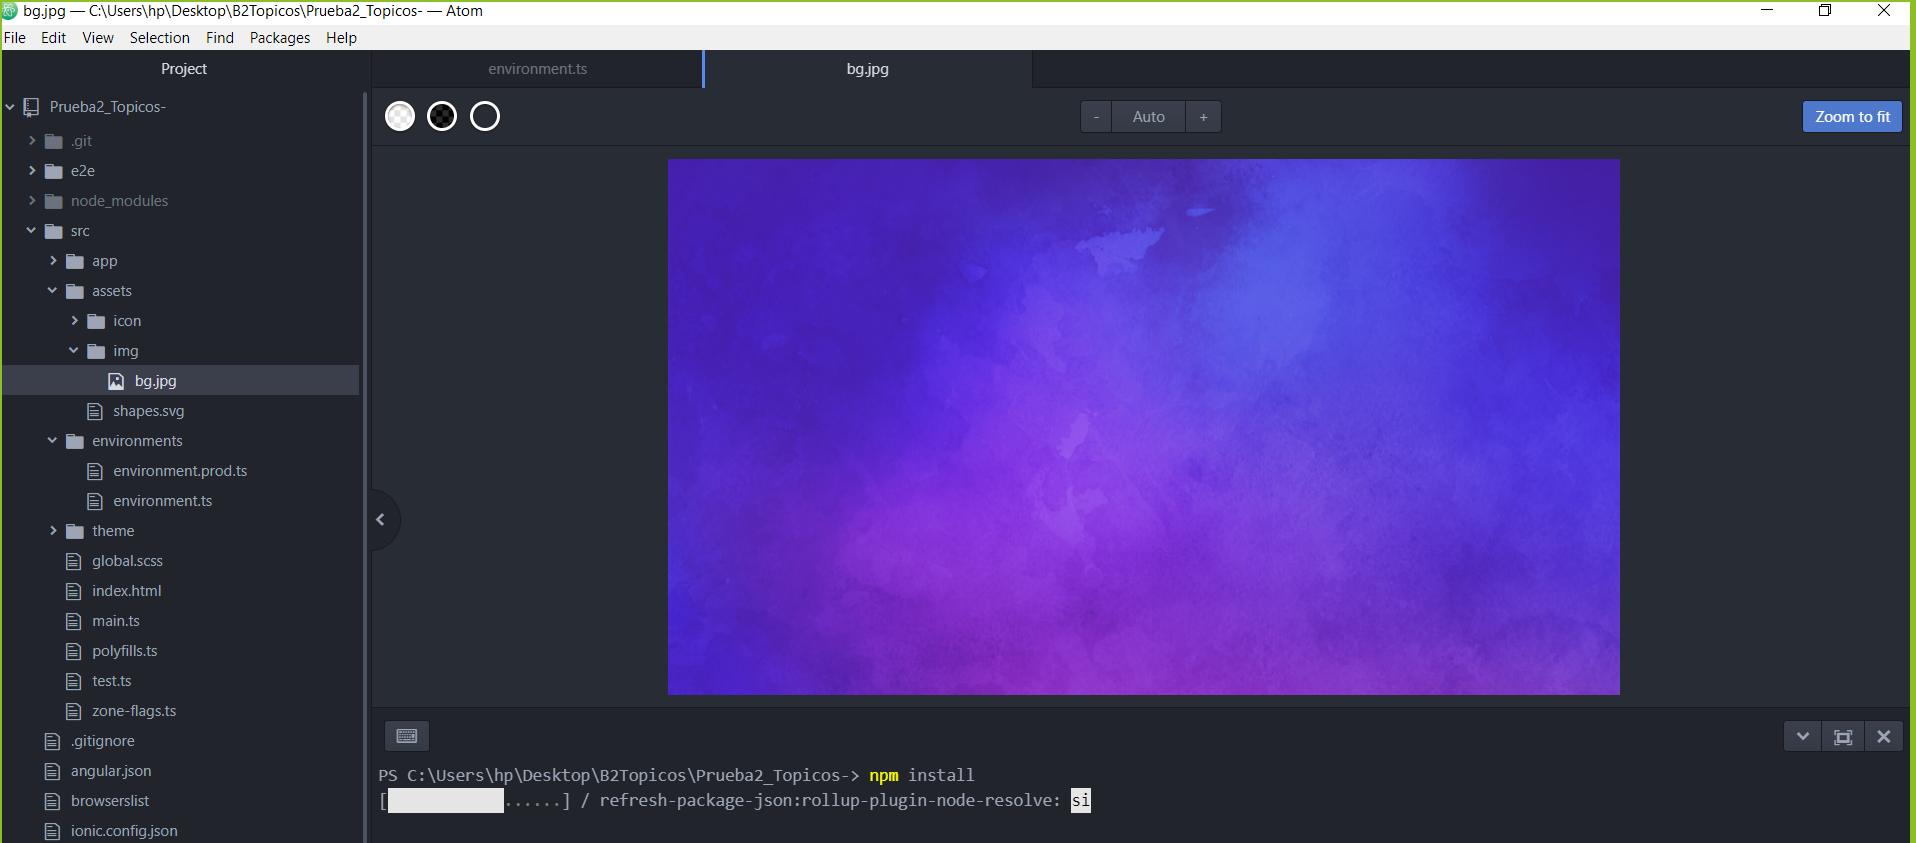 bg.jpg — C:\Users\hp\Desktop\B2Topicos\Prueba2_Topicos- — Atom
File Edit View Selection Find Packages Help
Project
Prueba2_Topicos-
.git
e2e
node_modules
src
app
assets
icon
img
bg.jpg
shapes.svg
environments
environment.prod.ts
environment.ts
theme
global.scss
index.html
main.ts
polyfills.ts
test.ts
zone-flags.ts
.gitignore
angular.json
browserslist
ionic.config.json
environment.ts bg.jpg
- Auto + Zoom to fit
PS C:\Users\hp\Desktop\B2Topicos\Prueba2_Topicos-> npm install
[ ......] / refresh-package-json:rollup-plugin-node-resolve: si